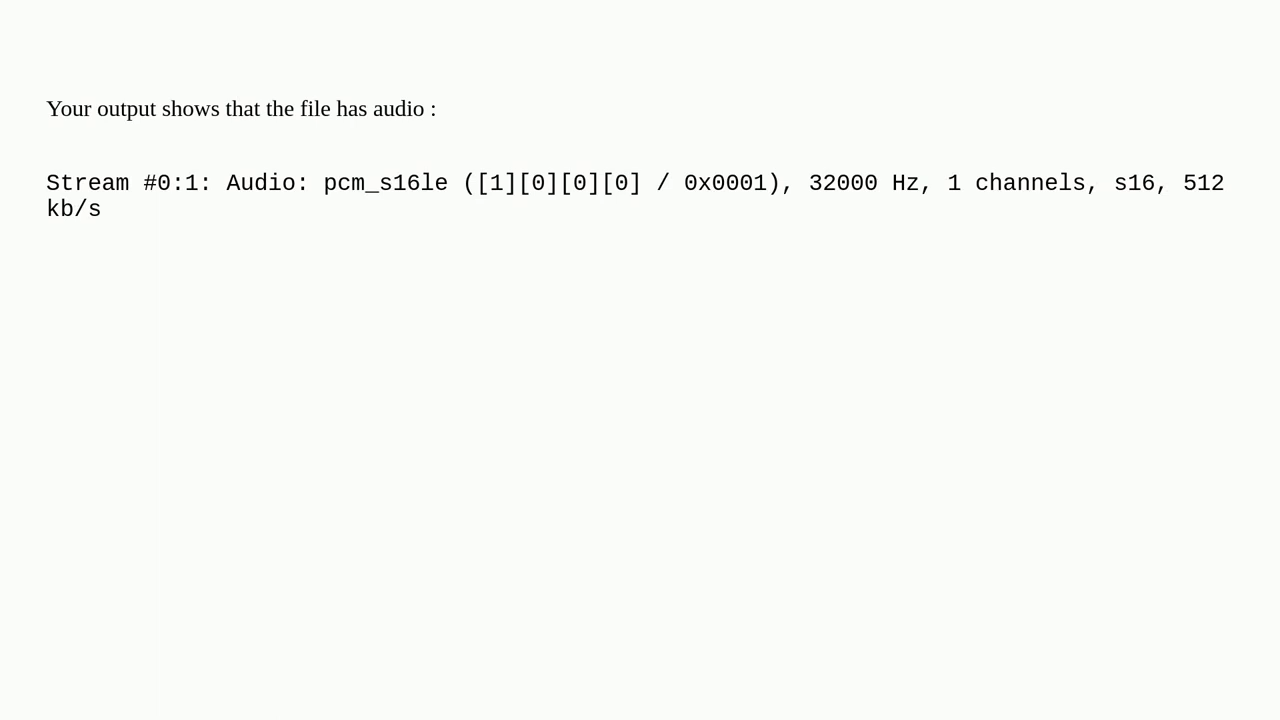 Your output shows that the file has audio :
Stream #0:1: Audio: pcm_s16le ([1][0][0][0] / 0x0001), 32000 Hz, 1 channels, s16, 512
kb/s